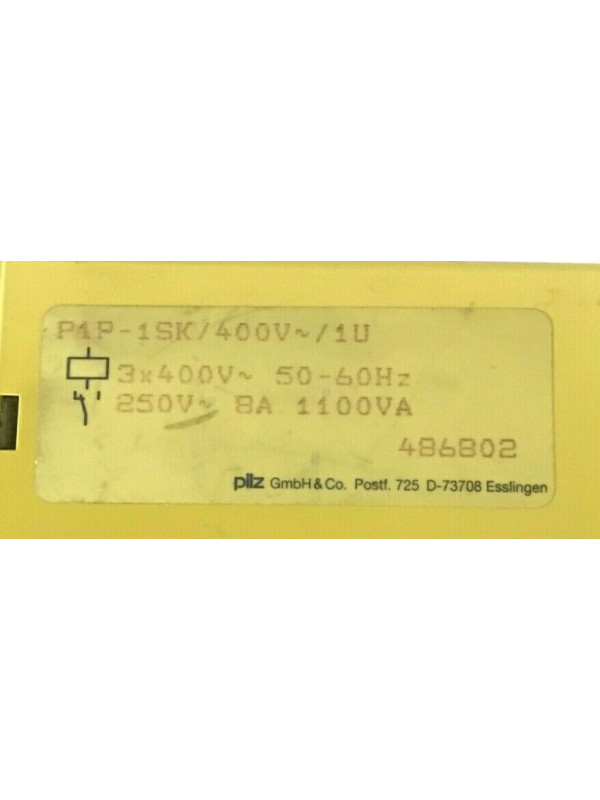 P1P-1SK/400V~/1U
3x400V~ 50-60Hz
250V~ 8A 1100VA
486802
pilz GmbH & Co. Postf. 725 D-73708 Esslingen